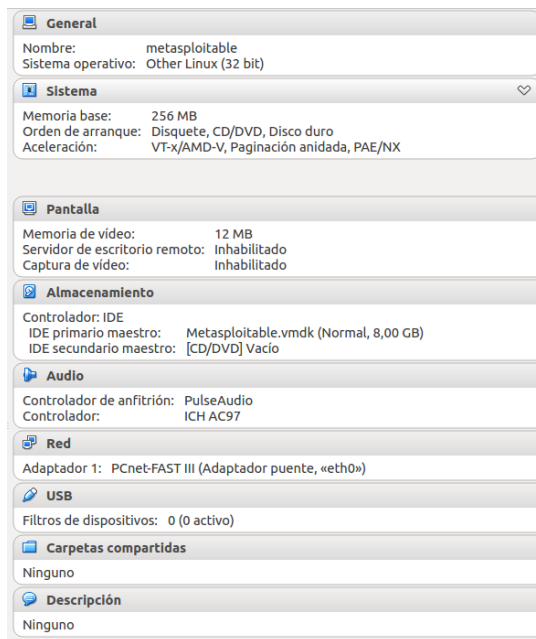 General
Nombre: metasploitable
Sistema operativo: Other Linux (32 bit)
Sistema
Memoria base: 256 MB
Orden de arranque: Disquete, CD/DVD, Disco duro
Aceleración: VT-x/AMD-V, Paginación anidada, PAE/NX
Pantalla
Memoria de vídeo: 12 MB
Servidor de escritorio remoto: Inhabilitado
Captura de vídeo: Inhabilitado
Almacenamiento
Controlador: IDE
IDE primario maestro: Metasploitable.vmdk (Normal, 8,00 GB)
IDE secundario maestro: [CD/DVD] Vacío
Audio
Controlador de anfitrión: PulseAudio
Controlador: ICH AC97
Red
Adaptador 1: PCnet-FAST III (Adaptador puente, «eth0»)
USB
Filtros de dispositivos: 0 (0 activo)
Carpetas compartidas
Ninguno
Descripción
Ninguno